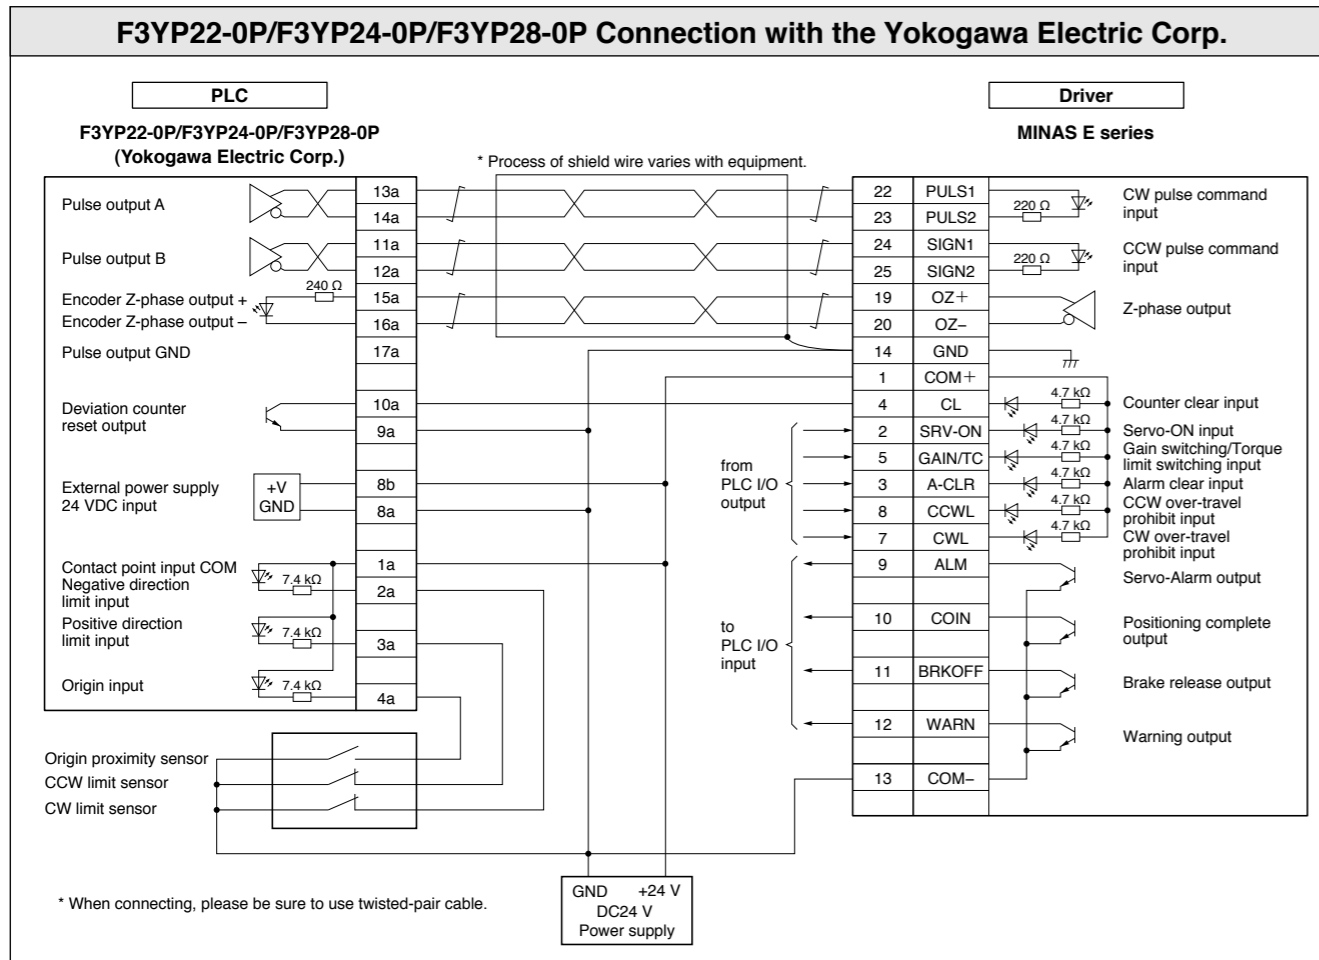 F3YP22-0P/F3YP24-0P/F3YP28-0P Connection with the Yokogawa Electric Corp.
PLC
F3YP22-0P/F3YP24-0P/F3YP28-0P
(Yokogawa Electric Corp.)
* Process of shield wire varies with equipment.
Driver
MINAS E series
Pulse output A
13a
14a
Pulse output B
11a
12a
240 Ω
Encoder Z-phase output +
15a
Encoder Z-phase output –
16a
Pulse output GND
17a
Deviation counter
reset output
10a
9a
External power supply
24 VDC input
+V
GND
8b
8a
Contact point input COM
1a
Negative direction
limit input
7.4 kΩ
2a
Positive direction
limit input
7.4 kΩ
3a
Origin input
7.4 kΩ
4a
Origin proximity sensor
CCW limit sensor
CW limit sensor
* When connecting, please be sure to use twisted-pair cable.
GND +24 V
DC24 V
Power supply
from
PLC I/O
output
to
PLC I/O
input
22 PULS1
23 PULS2
220 Ω
CW pulse command
input
24 SIGN1
25 SIGN2
220 Ω
CCW pulse command
input
19 OZ+
20 OZ–
Z-phase output
14 GND
1 COM+
4 CL 4.7 kΩ Counter clear input
2 SRV-ON 4.7 kΩ Servo-ON input
5 GAIN/TC 4.7 kΩ Gain switching/Torque
limit switching input
3 A-CLR 4.7 kΩ Alarm clear input
8 CCWL 4.7 kΩ CCW over-travel
prohibit input
7 CWL 4.7 kΩ CW over-travel
prohibit input
9 ALM
Servo-Alarm output
10 COIN
Positioning complete
output
11 BRKOFF
Brake release output
12 WARN
Warning output
13 COM–